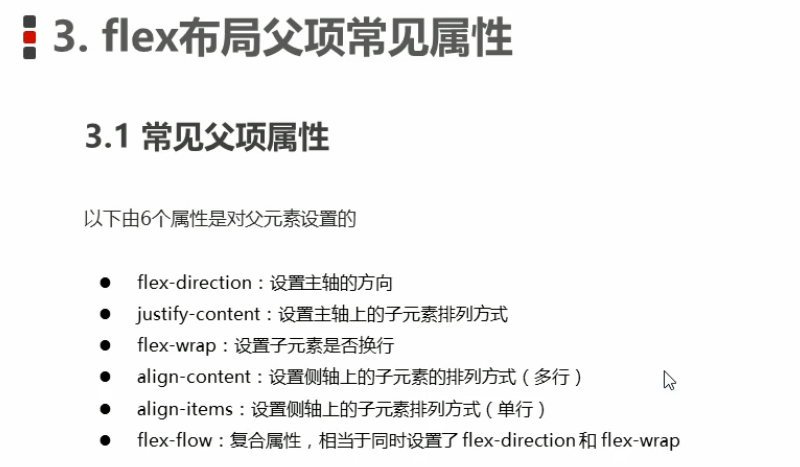 3. flex布局父项常见属性
3.1 常见父项属性
以下由6个属性是对父元素设置的
● flex-direction：设置主轴的方向
● justify-content：设置主轴上的子元素排列方式
● flex-wrap：设置子元素是否换行
● align-content：设置侧轴上的子元素的排列方式（多行）
● align-items：设置侧轴上的子元素排列方式（单行）
● flex-flow：复合属性，相当于同时设置了 flex-direction 和 flex-wrap